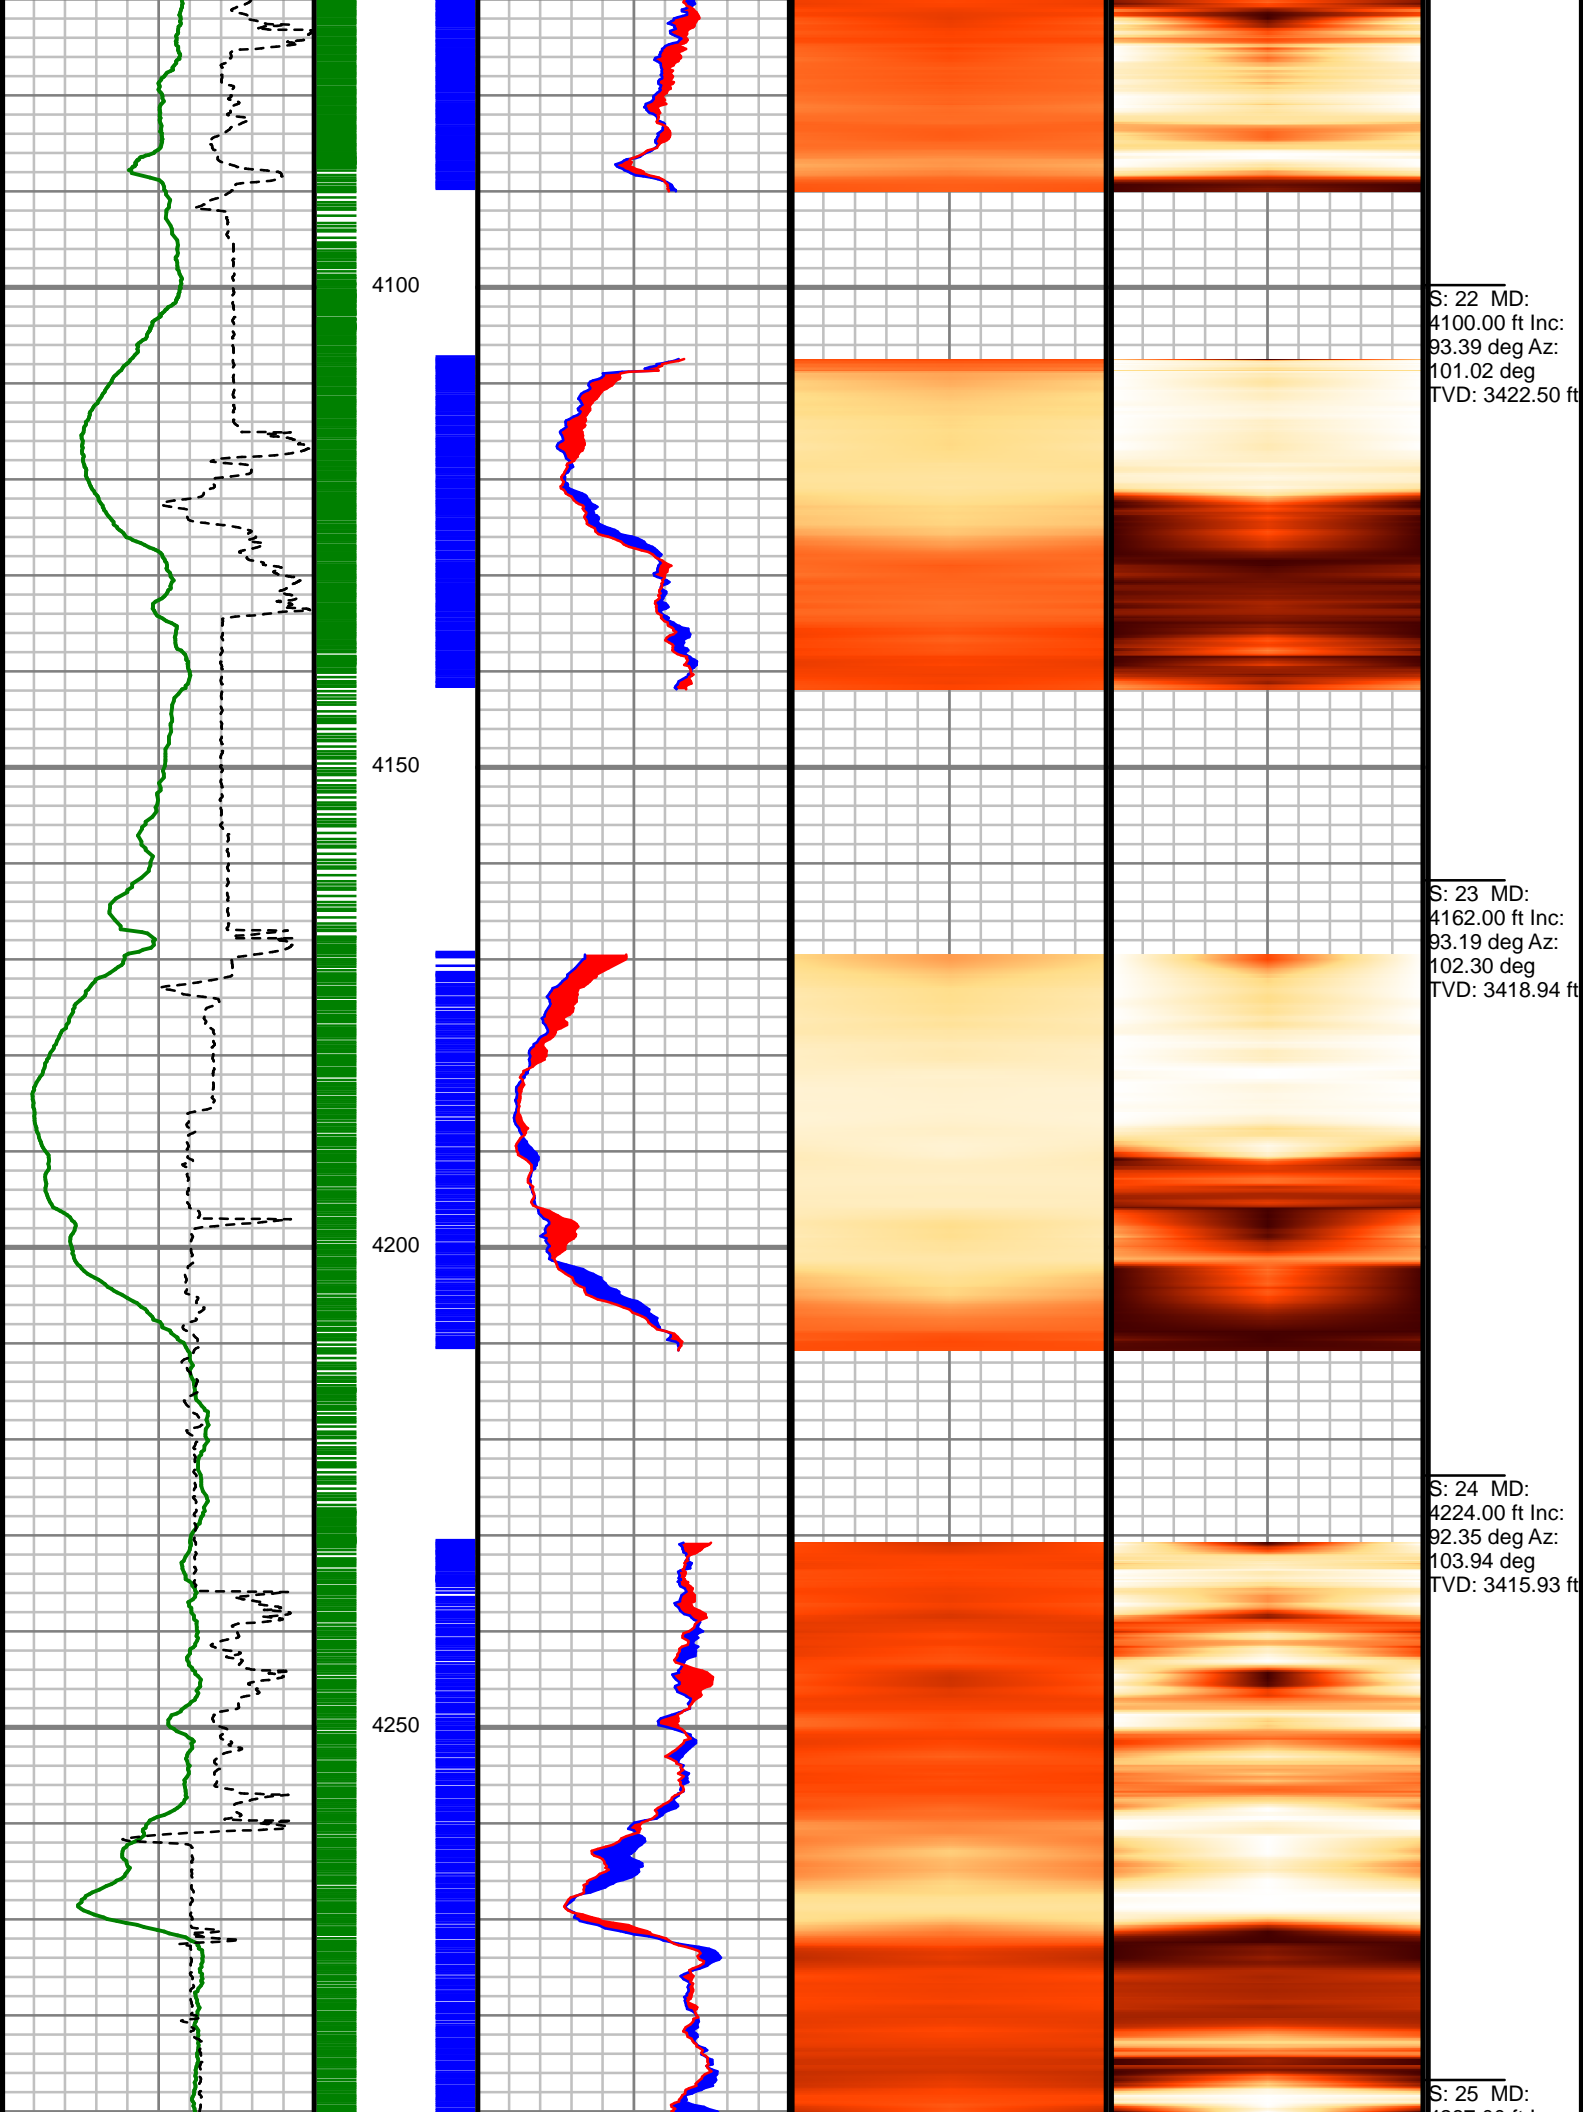 4100
S: 22  MD:
4100.00 ft Inc:
93.39 deg Az:
101.02 deg
TVD: 3422.50 ft
4150
S: 23  MD:
4162.00 ft Inc:
93.19 deg Az:
102.30 deg
TVD: 3418.94 ft
4200
S: 24  MD:
4224.00 ft Inc:
92.35 deg Az:
103.94 deg
TVD: 3415.93 ft
4250
S: 25  MD: